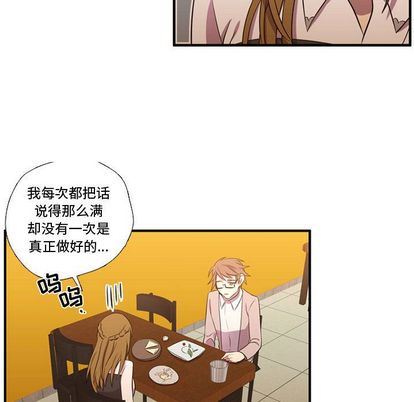 我每次都把话
说得那么满
却没有一次是
真正做好的...
呜
呜